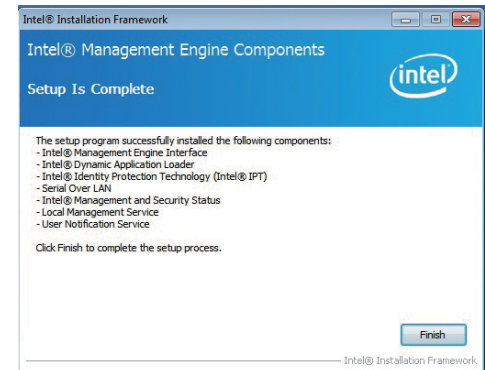 Intel® Installation Framework
Intel® Management Engine Components
Setup Is Complete
intel
The setup program successfully installed the following components:
- Intel® Management Engine Interface
- Intel® Dynamic Application Loader
- Intel® Identity Protection Technology (Intel® IPT)
- Serial Over LAN
- Intel® Management and Security Status
- Local Management Service
- User Notification Service
Click Finish to complete the setup process.
Finish
Intel® Installation Framework